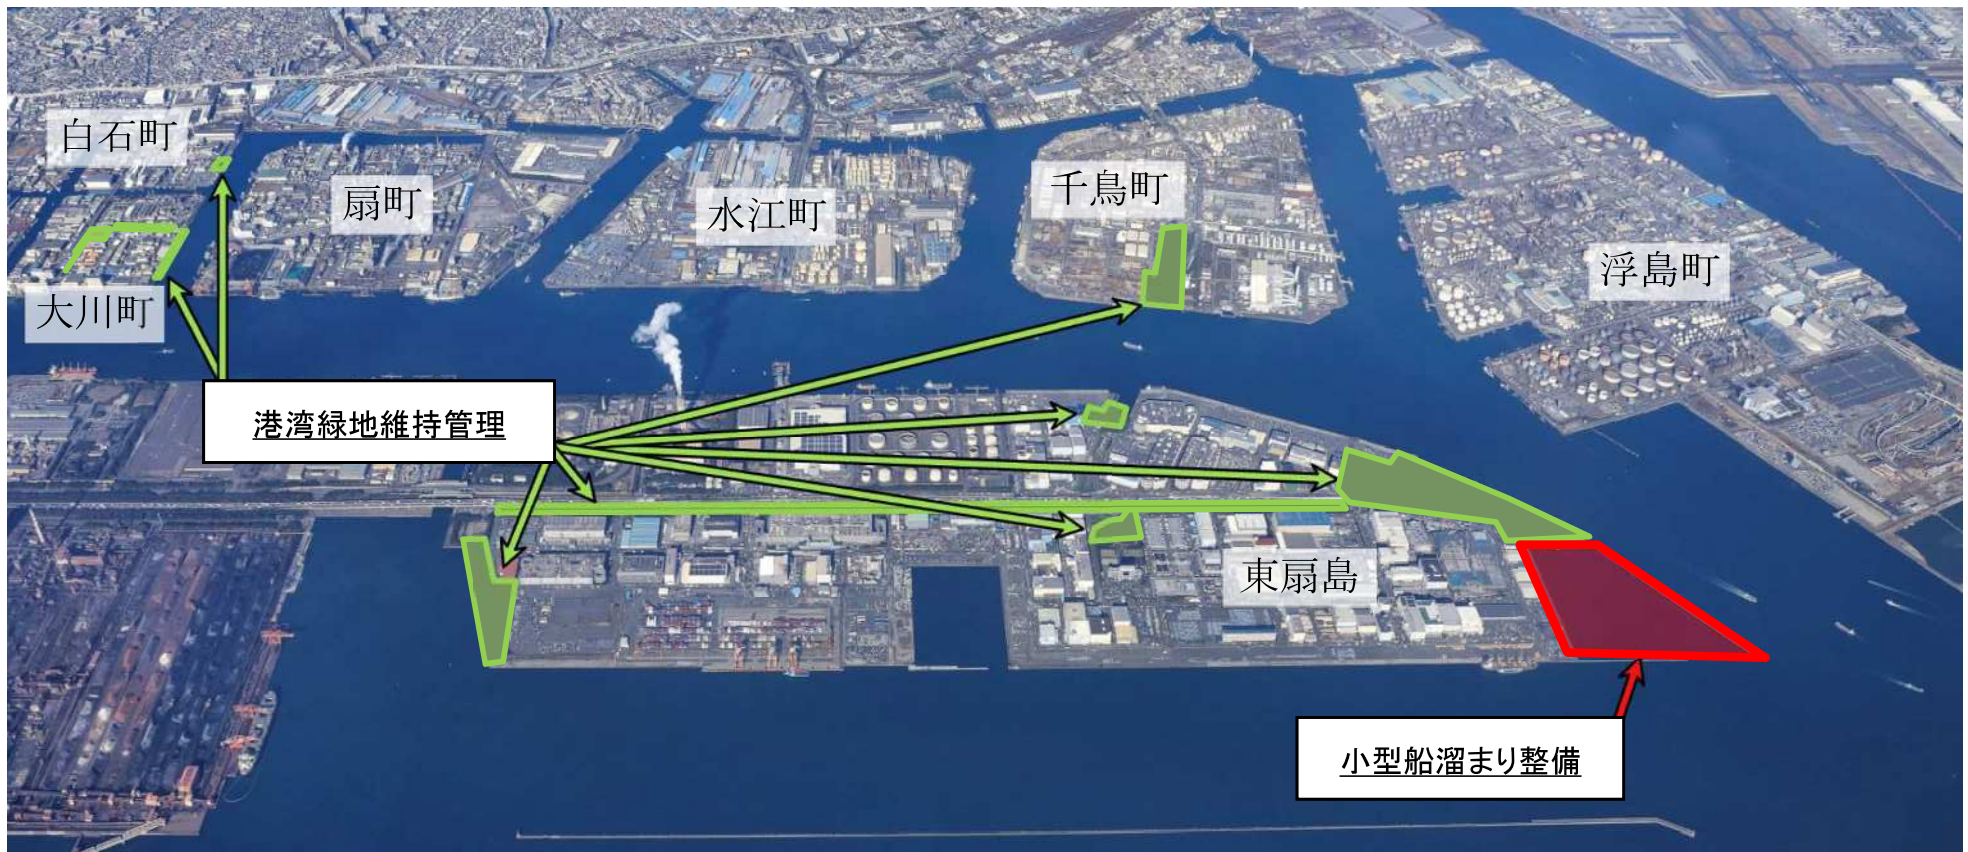 白石町
扇町
水江町
千鳥町
浮島町
大川町
港湾緑地維持管理
東扇島
小型船溜まり整備